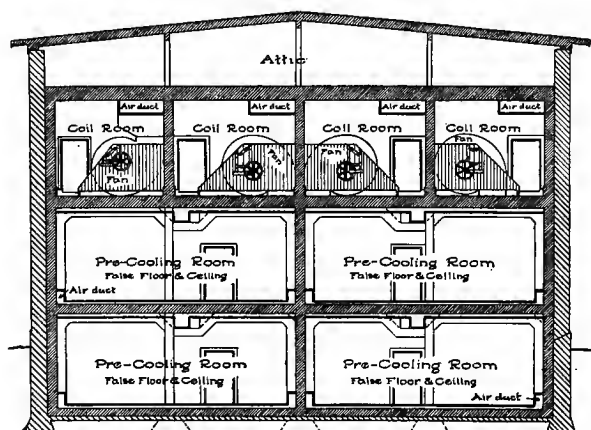 Attic
Air duct Air duct Air duct Air duct
Coil Room Coil Room Coil Room Coil Room
Fan Fan Fan Fan
Pre-Cooling Room Pre-Cooling Room
False Floor & Ceiling False Floor & Ceiling
Air duct
Pre-Cooling Room Pre-Cooling Room
False Floor & Ceiling False Floor & Ceiling
Air duct